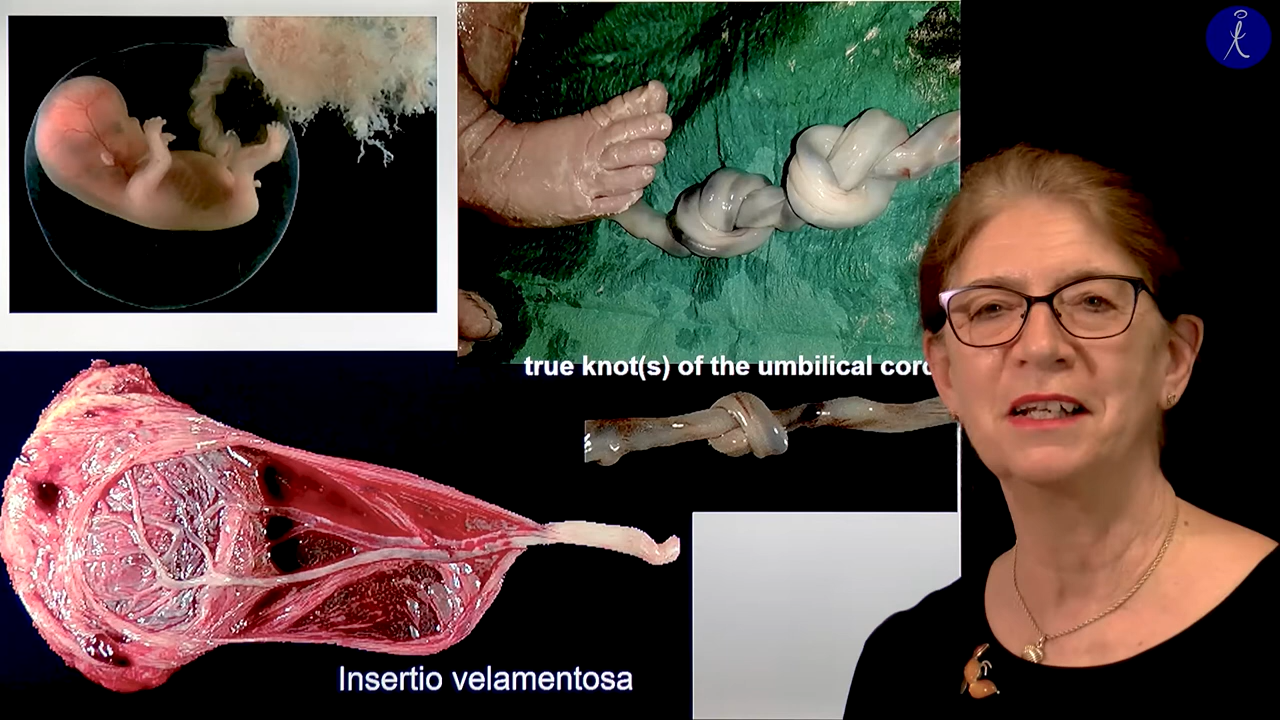 true knot(s) of the umbilical cord
Insertio velamentosa